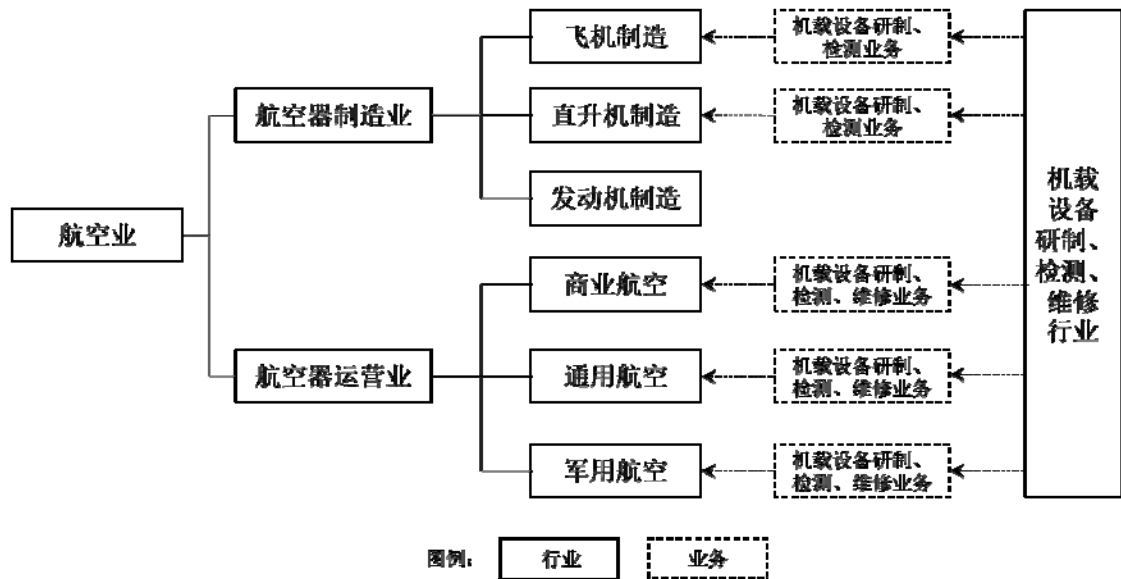 航空业
航空器制造业
航空器运营业
飞机制造
直升机制造
发动机制造
商业航空
通用航空
军用航空
机载设备研制、
检测业务
机载设备研制、
检测业务
机载设备研制、
检测、维修业务
机载设备研制、
检测、维修业务
机载设备研制、
检测、维修业务
机载
设备
研制、
检测、
维修
行业
图例：
行业
业务